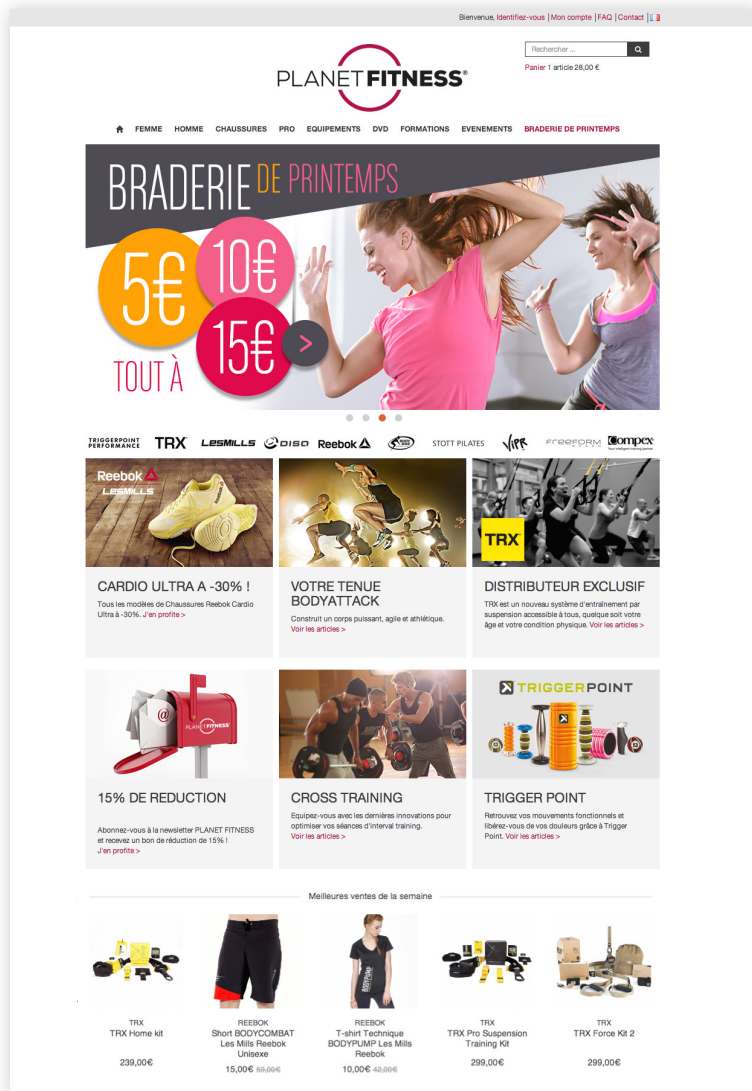 Bienvenue, Identifiez-vous | Mon compte | FAQ | Contact |
Rechercher ...
Panier 1 article 28,00 €
PLANET FITNESS®
FEMME HOMME CHAUSSURES PRO EQUIPEMENTS DVD FORMATIONS EVENEMENTS BRADERIE DE PRINTEMPS
BRADERIE DE PRINTEMPS
5€
10€
15€
TOUT À
TRIGGERPOINT PERFORMANCE TRX LESMILLS DISQ Reebok STOTT PILATES ViPR FREEFORM Compex
Your intelligent training partner
Reebok
LESMILLS
TRX
CARDIO ULTRA A -30% !
Tous les modèles de Chaussures Reebok Cardio
Ultra à -30%. J'en profite >
VOTRE TENUE
BODYATTACK
Construit un corps puissant, agile et athlétique.
Voir les articles >
DISTRIBUTEUR EXCLUSIF
TRX est un nouveau système d'entraînement par
suspension accessible à tous, quelque soit votre
âge et votre condition physique. Voir les articles >
@
PLANET FITNESS
TRIGGERPOINT
15% DE REDUCTION
Abonnez-vous à la newsletter PLANET FITNESS
et recevez un bon de réduction de 15% !
J'en profite >
CROSS TRAINING
Equipez-vous avec les dernières innovations pour
optimiser vos séances d'interval training.
Voir les articles >
TRIGGER POINT
Retrouvez vos mouvements fonctionnels et
libérez-vous de vos douleurs grâce à Trigger
Point. Voir les articles >
Meilleures ventes de la semaine
BODYPUMP
TRX
TRX Home kit
239,00€
REEBOK
Short BODYCOMBAT
Les Mills Reebok
Unisexe
15,00€ 59,00€
REEBOK
T-shirt Technique
BODYPUMP Les Mills
Reebok
10,00€ 42,00€
TRX
TRX Pro Suspension
Training Kit
299,00€
TRX
TRX Force Kit 2
299,00€